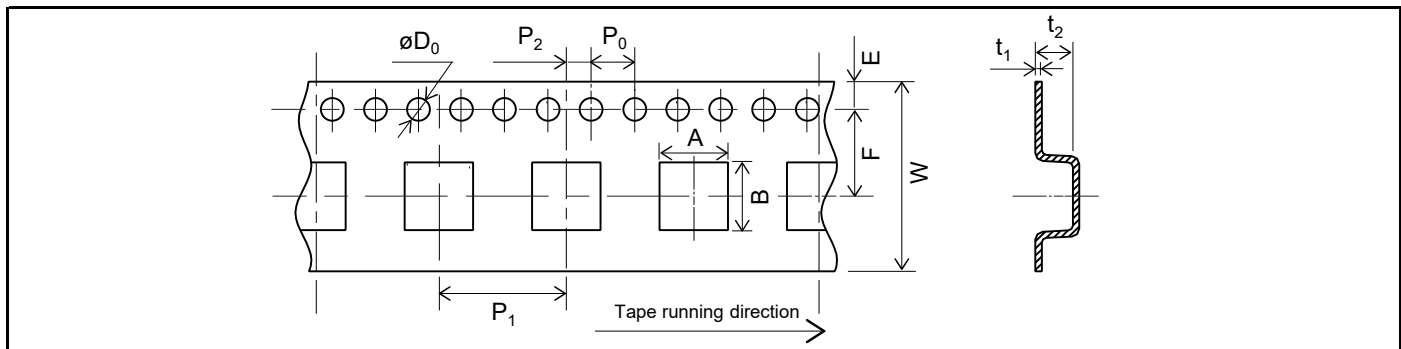 øD₀
P₂
P₀
E
t₁
t₂
A
B
F
W
P₁
Tape running direction